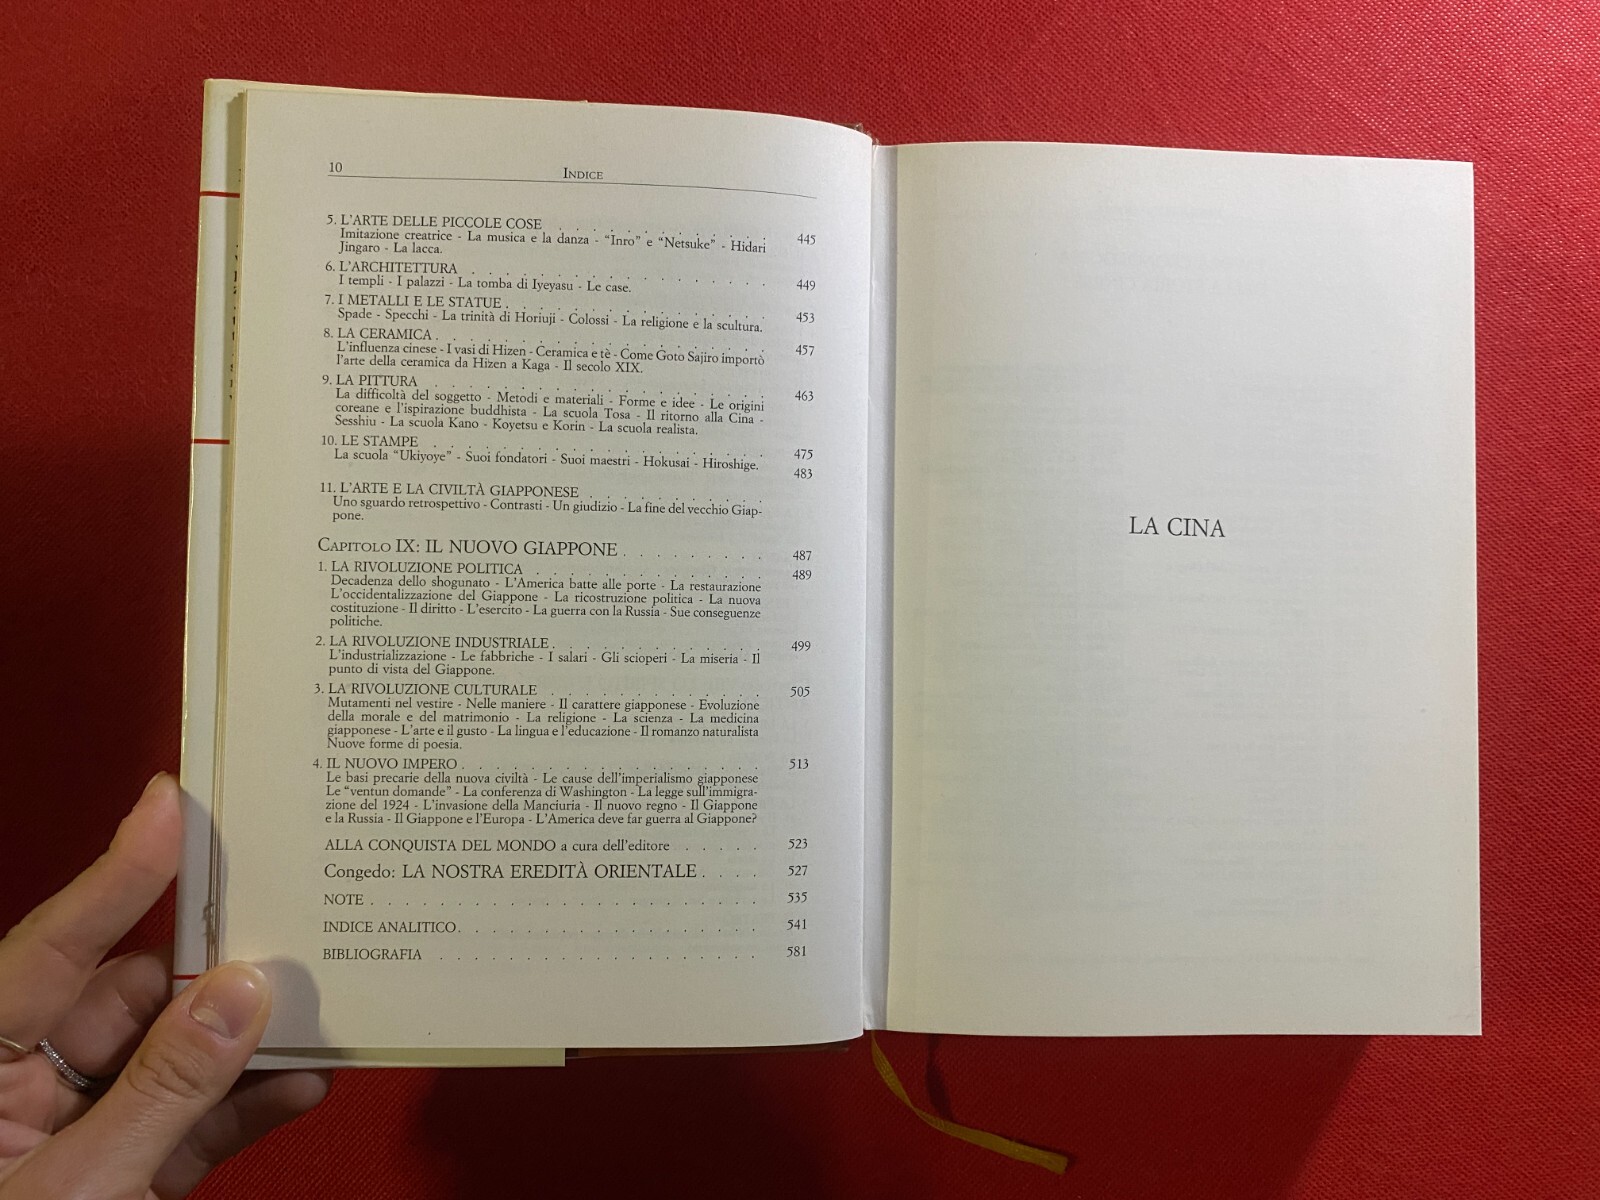 10
INDICE
5. L'ARTE DELLE PICCOLE COSE . . . . . . . . . . . 445
Imitazione creatrice - La musica e la danza - “Inro” e “Netsuke” - Hidari
Jingaro - La lacca.
6. L'ARCHITETTURA . . . . . . . . . . . . . . . 449
I templi - I palazzi - La tomba di Iyeyasu - Le case.
7. I METALLI E LE STATUE . . . . . . . . . . . . . 453
Spade - Specchi - La trinità di Horiuji - Colossi - La religione e la scultura.
8. LA CERAMICA . . . . . . . . . . . . . . . . . 457
L'influenza cinese - I vasi di Hizen - Ceramica e tè - Come Goto Sajiro importò
l'arte della ceramica da Hizen a Kaga - Il secolo XIX.
9. LA PITTURA . . . . . . . . . . . . . . . . . 463
La difficoltà del soggetto - Metodi e materiali - Forme e idee - Le origini
coreane e l'ispirazione buddhista - La scuola Tosa - Il ritorno alla Cina -
Sesshiu - La scuola Kano - Koyetsu e Korin - La scuola realista.
10. LE STAMPE . . . . . . . . . . . . . . . . . 475
La scuola “Ukiyoye” - Suoi fondatori - Suoi maestri - Hokusai - Hiroshige.
483
11. L'ARTE E LA CIVILTÀ GIAPPONESE . . . . . . . . .
Uno sguardo retrospettivo - Contrasti - Un giudizio - La fine del vecchio Giap-
pone.
CAPITOLO IX: IL NUOVO GIAPPONE . . . . . . . . 487
1. LA RIVOLUZIONE POLITICA . . . . . . . . . . . . 489
Decadenza dello shogunato - L'America batte alle porte - La restaurazione
L'occidentalizzazione del Giappone - La ricostruzione politica - La nuova
costituzione - Il diritto - L'esercito - La guerra con la Russia - Sue conseguenze
politiche.
2. LA RIVOLUZIONE INDUSTRIALE . . . . . . . . . . . 499
L'industrializzazione - Le fabbriche - I salari - Gli scioperi - La miseria - Il
punto di vista del Giappone.
3. LA RIVOLUZIONE CULTURALE . . . . . . . . . . . . 505
Mutamenti nel vestire - Nelle maniere - Il carattere giapponese - Evoluzione
della morale e del matrimonio - La religione - La scienza - La medicina
giapponese - L'arte e il gusto - La lingua e l'educazione - Il romanzo naturalista
Nuove forme di poesia.
4. IL NUOVO IMPERO . . . . . . . . . . . . . . . 513
Le basi precarie della nuova civiltà - Le cause dell'imperialismo giapponese
Le “ventun domande” - La conferenza di Washington - La legge sull'immigra-
zione del 1924 - L'invasione della Manciuria - Il nuovo regno - Il Giappone
e la Russia - Il Giappone e l'Europa - L'America deve far guerra al Giappone?
ALLA CONQUISTA DEL MONDO a cura dell'editore . . . . . 523
Congedo: LA NOSTRA EREDITÀ ORIENTALE . . . . 527
NOTE . . . . . . . . . . . . . . . . . . . . . 535
INDICE ANALITICO . . . . . . . . . . . . . . . . 541
BIBLIOGRAFIA . . . . . . . . . . . . . . . . . . 581
LA CINA